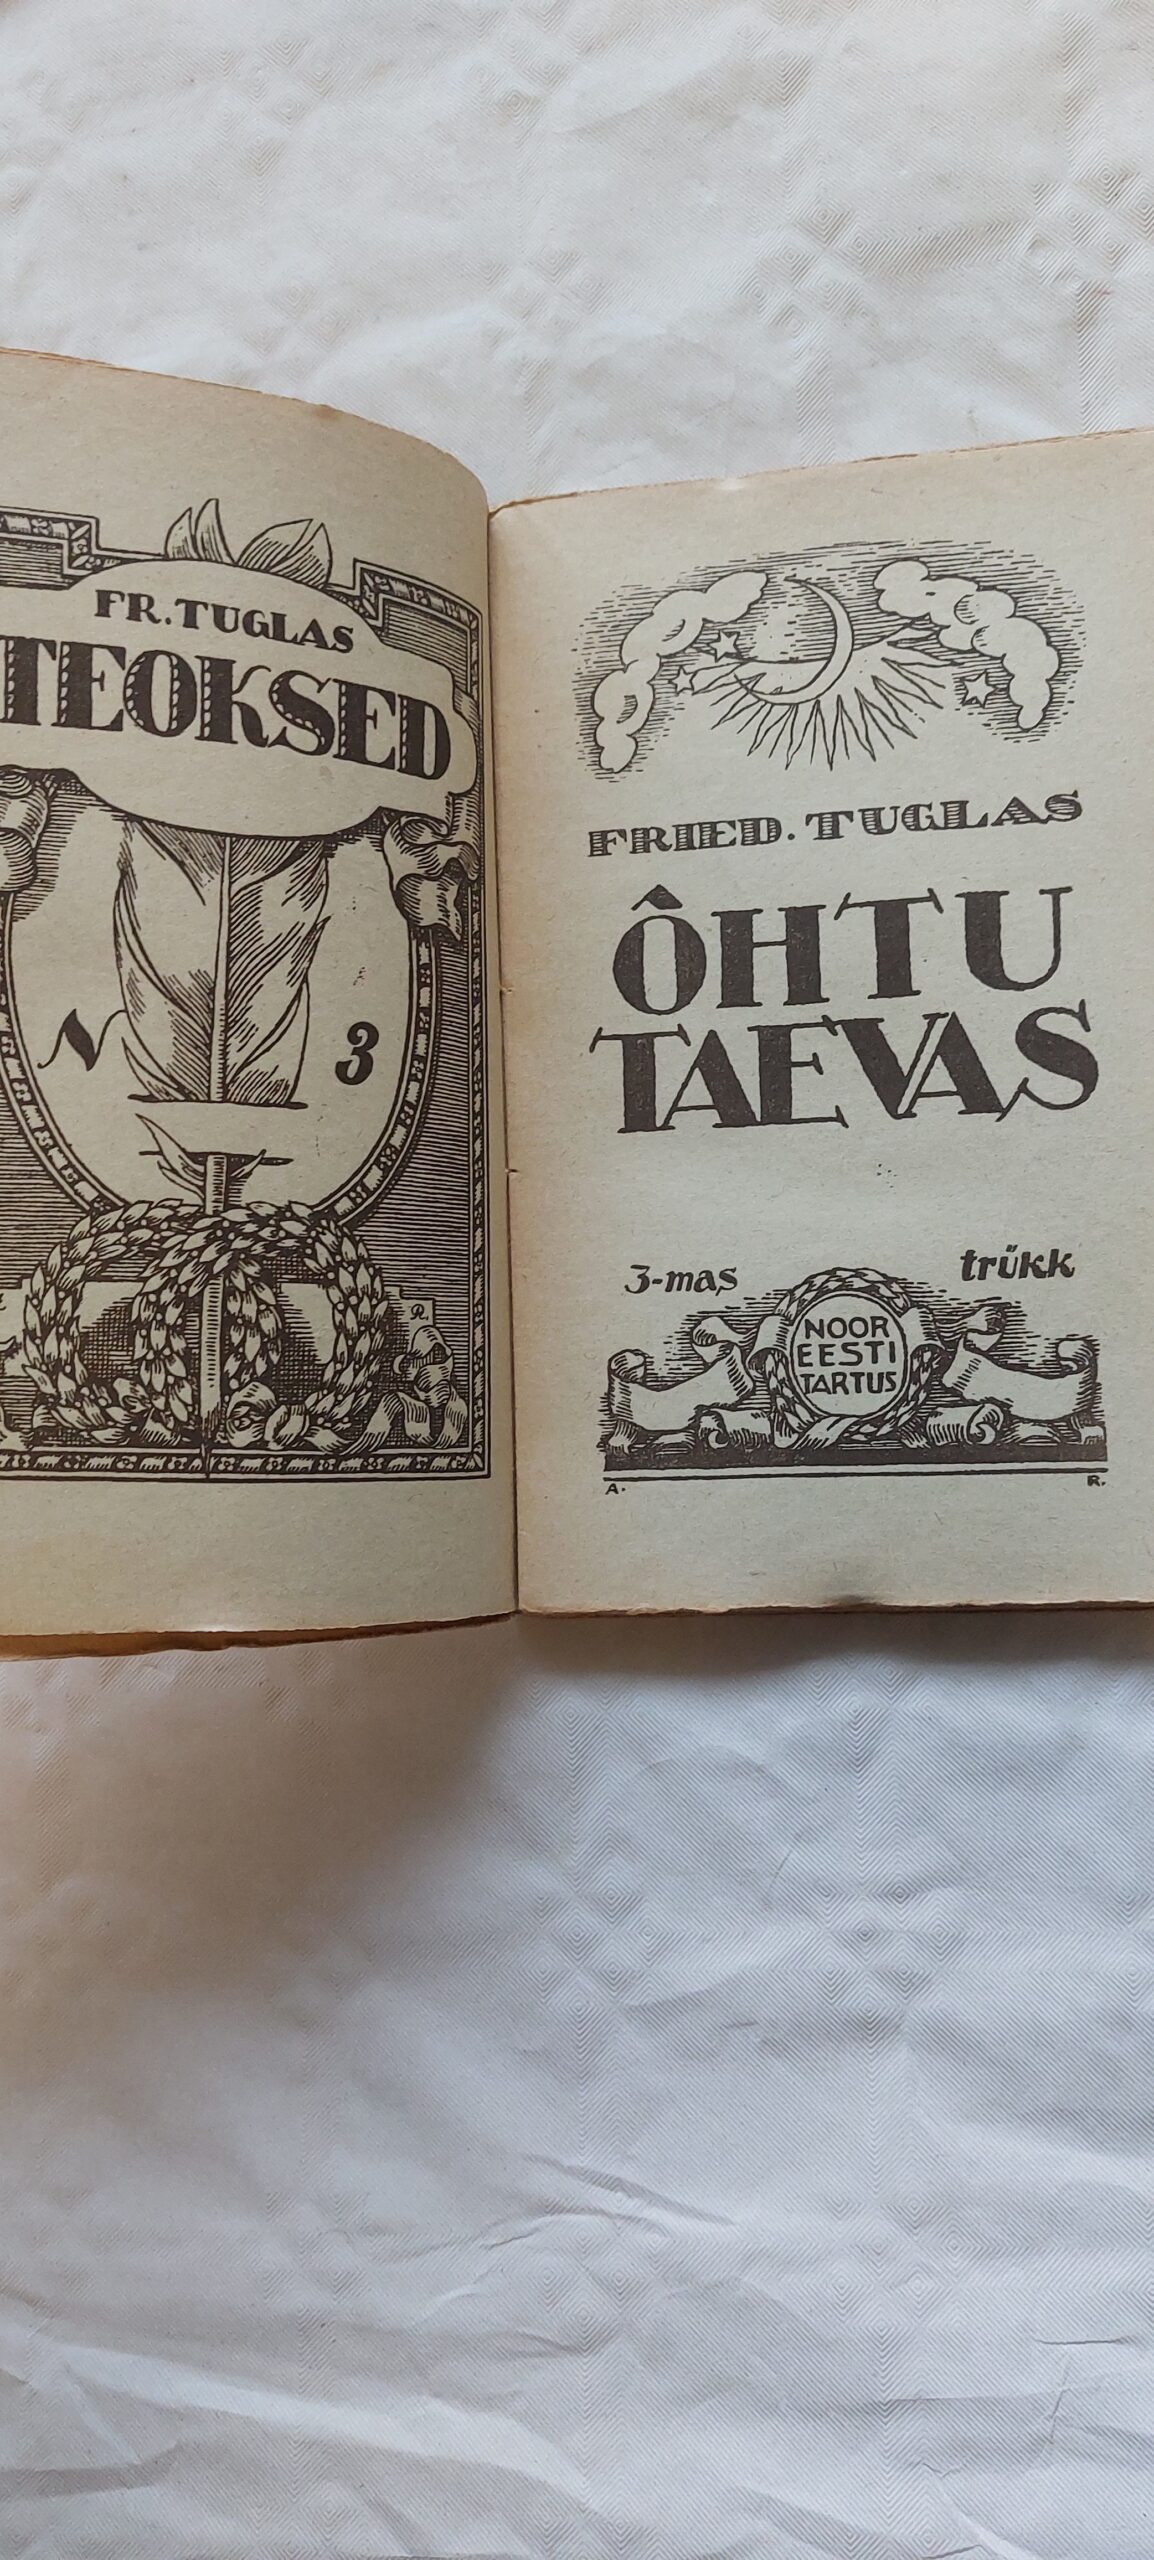 FR. TUGLAS
TEOKSED
N 3
R.
FRIED. TUGLAS
ÔHTU
TAEVAS
3-mas trükk
NOOR
EESTI
TARTUS
A. R.